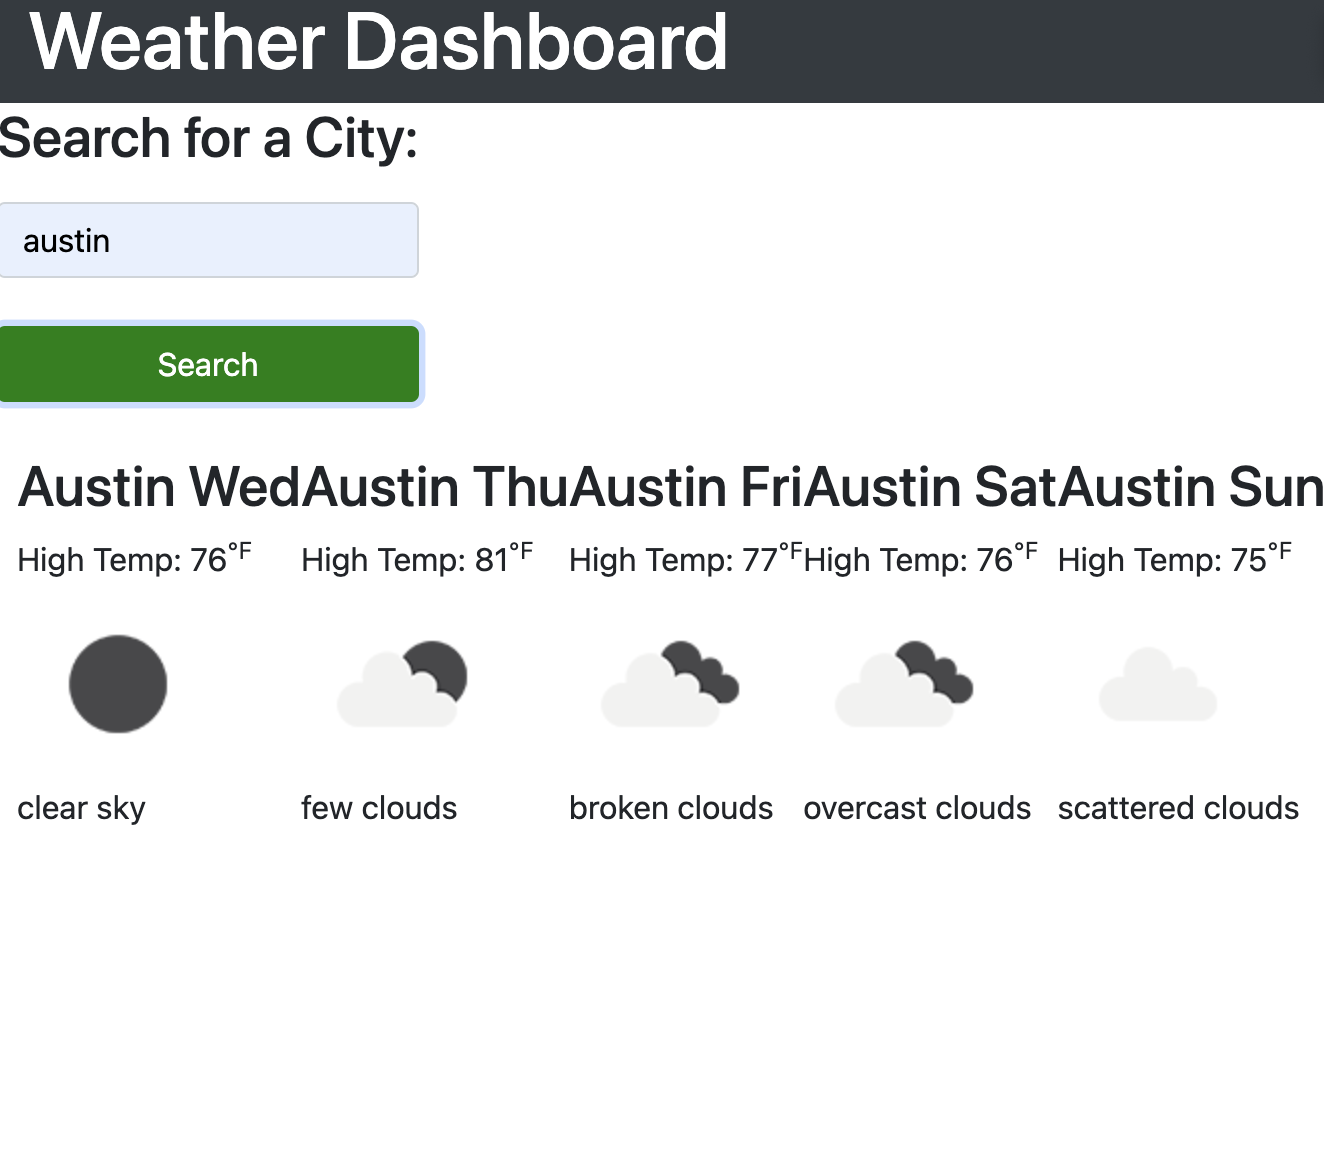 Weather Dashboard
Search for a City:
austin
Search
Austin Wed Austin Thu Austin Fri Austin Sat Austin Sun
High Temp: 76°F High Temp: 81°F High Temp: 77°F High Temp: 76°F High Temp: 75°F
clear sky few clouds broken clouds overcast clouds scattered clouds